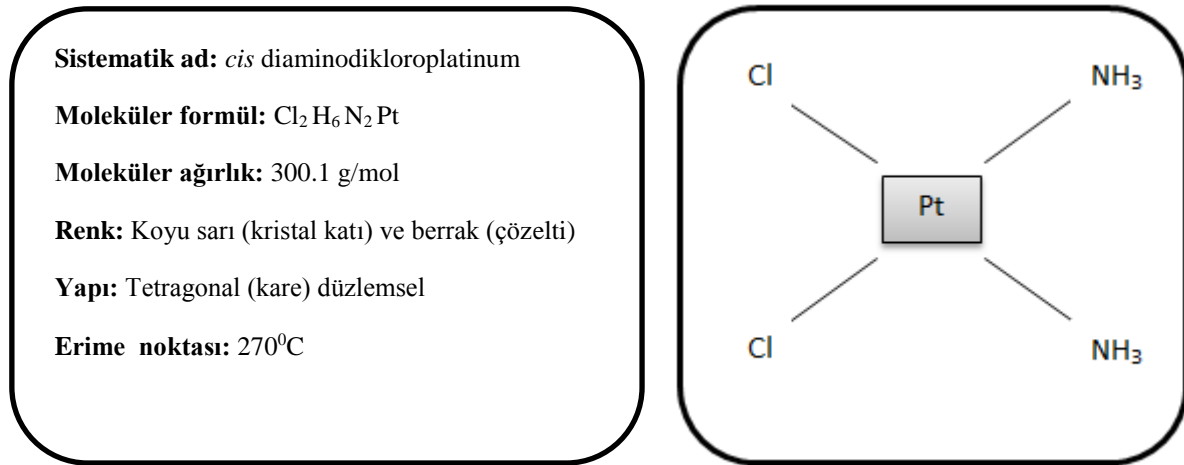 Sistematik ad: cis diaminodikloroplatinum
Moleküler formül: Cl₂ H₆ N₂ Pt
Moleküler ağırlık: 300.1 g/mol
Renk: Koyu sarı (kristal katı) ve berrak (çözelti)
Yapı: Tetragonal (kare) düzlemsel
Erime noktası: 270⁰C
Cl NH₃
Pt
Cl NH₃